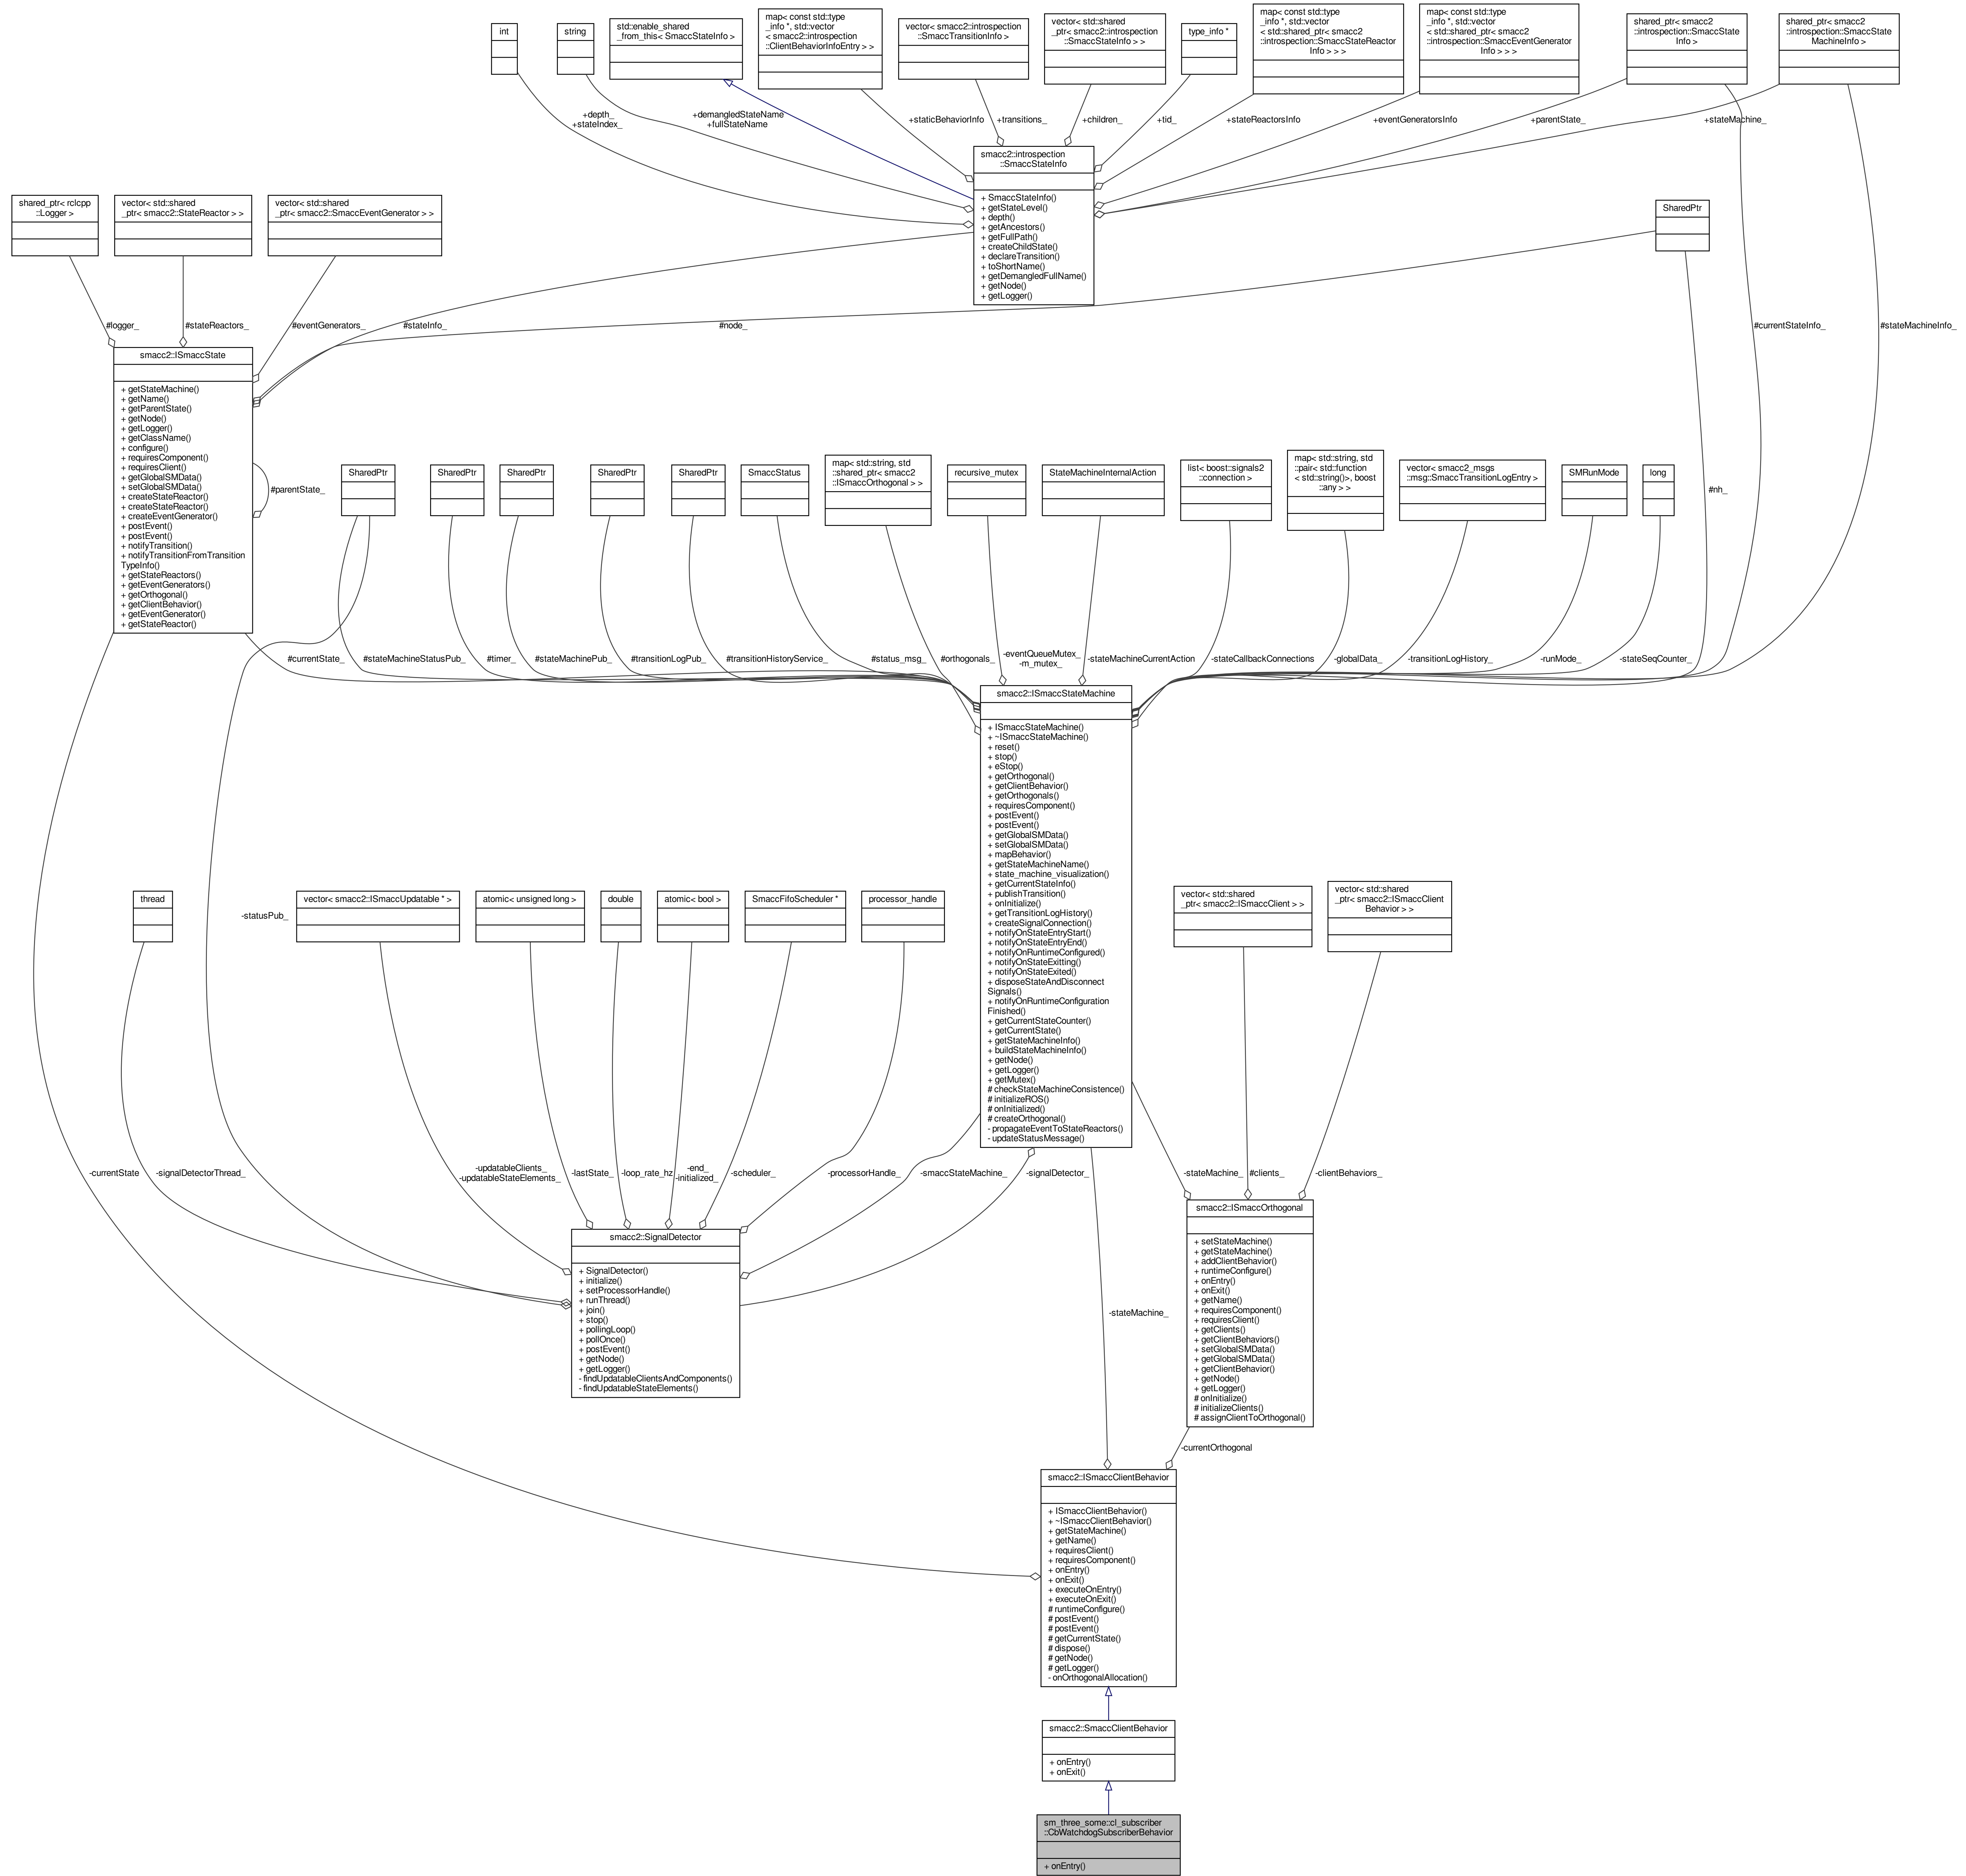 int
string
std::enable_shared
_from_this< SmaccStateInfo >
map< const std::type
_info *, std::vector
< smacc2::introspection
::ClientBehaviorInfoEntry > >
vector< smacc2::introspection
::SmaccTransitionInfo >
vector< std::shared
_ptr< smacc2::introspection
::SmaccStateInfo > >
type_info *
map< const std::type
_info *, std::vector
< std::shared_ptr< smacc2
::introspection::SmaccStateReactor
Info > > >
map< const std::type
_info *, std::vector
< std::shared_ptr< smacc2
::introspection::SmaccEventGenerator
Info > > >
shared_ptr< smacc2
::introspection::SmaccState
Info >
shared_ptr< smacc2
::introspection::SmaccState
MachineInfo >
+depth_
+stateIndex_
+demangledStateName
+fullStateName
+staticBehaviorInfo
+transitions_
+children_
+tid_
+stateReactorsInfo
+eventGeneratorsInfo
+parentState_
+stateMachine_
smacc2::introspection
::SmaccStateInfo
+ SmaccStateInfo()
+ getStateLevel()
+ depth()
+ getAncestors()
+ getFullPath()
+ createChildState()
+ declareTransition()
+ toShortName()
+ getDemangledFullName()
+ getNode()
+ getLogger()
shared_ptr< rclcpp
::Logger >
vector< std::shared
_ptr< smacc2::StateReactor > >
vector< std::shared
_ptr< smacc2::SmaccEventGenerator > >
SharedPtr
#logger_
#stateReactors_
#eventGenerators_
#stateInfo_
#node_
#currentStateInfo_
#stateMachineInfo_
smacc2::ISmaccState
+ getStateMachine()
+ getName()
+ getParentState()
+ getNode()
+ getLogger()
+ getClassName()
+ configure()
+ requiresComponent()
+ requiresClient()
+ getGlobalSMData()
+ setGlobalSMData()
+ createStateReactor()
+ createStateReactor()
+ createEventGenerator()
+ postEvent()
+ postEvent()
+ notifyTransition()
+ notifyTransitionFromTransition
TypeInfo()
+ getStateReactors()
+ getEventGenerators()
+ getOrthogonal()
+ getClientBehavior()
+ getEventGenerator()
+ getStateReactor()
#parentState_
SharedPtr
SharedPtr
SharedPtr
SharedPtr
SharedPtr
SmaccStatus
map< std::string, std
::shared_ptr< smacc2
::ISmaccOrthogonal > >
recursive_mutex
StateMachineInternalAction
list< boost::signals2
::connection >
map< std::string, std
::pair< std::function
< std::string()>, boost
::any > >
vector< smacc2_msgs
::msg::SmaccTransitionLogEntry >
SMRunMode
long
#nh_
#currentState_
#stateMachineStatusPub_
#timer_
#stateMachinePub_
#transitionLogPub_
#transitionHistoryService_
#status_msg_
#orthogonals_
-eventQueueMutex_
-m_mutex_
-stateMachineCurrentAction
-stateCallbackConnections
-globalData_
-transitionLogHistory_
-runMode_
-stateSeqCounter_
smacc2::ISmaccStateMachine
+ ISmaccStateMachine()
+ ~ISmaccStateMachine()
+ reset()
+ stop()
+ eStop()
+ getOrthogonal()
+ getClientBehavior()
+ getOrthogonals()
+ requiresComponent()
+ postEvent()
+ postEvent()
+ getGlobalSMData()
+ setGlobalSMData()
+ mapBehavior()
+ getStateMachineName()
+ state_machine_visualization()
+ getCurrentStateInfo()
+ publishTransition()
+ onInitialize()
+ getTransitionLogHistory()
+ createSignalConnection()
+ notifyOnStateEntryStart()
+ notifyOnStateEntryEnd()
+ notifyOnRuntimeConfigured()
+ notifyOnStateExitting()
+ notifyOnStateExited()
+ disposeStateAndDisconnect
Signals()
+ notifyOnRuntimeConfiguration
Finished()
+ getCurrentStateCounter()
+ getCurrentState()
+ getStateMachineInfo()
+ buildStateMachineInfo()
+ getNode()
+ getLogger()
+ getMutex()
# checkStateMachineConsistence()
# initializeROS()
# onInitialized()
# createOrthogonal()
- propagateEventToStateReactors()
- updateStatusMessage()
thread
-statusPub_
vector< smacc2::ISmaccUpdatable * >
atomic< unsigned long >
double
atomic< bool >
SmaccFifoScheduler *
processor_handle
vector< std::shared
_ptr< smacc2::ISmaccClient > >
vector< std::shared
_ptr< smacc2::ISmaccClient
Behavior > >
-currentState
-signalDetectorThread_
-updatableClients_
-updatableStateElements_
-lastState_
-loop_rate_hz
-end_
-initialized_
-scheduler_
-processorHandle_
-smaccStateMachine_
-signalDetector_
-stateMachine_
#clients_
-clientBehaviors_
smacc2::SignalDetector
+ SignalDetector()
+ initialize()
+ setProcessorHandle()
+ runThread()
+ join()
+ stop()
+ pollingLoop()
+ pollOnce()
+ postEvent()
+ getNode()
+ getLogger()
- findUpdatableClientsAndComponents()
- findUpdatableStateElements()
smacc2::ISmaccOrthogonal
+ setStateMachine()
+ getStateMachine()
+ addClientBehavior()
+ runtimeConfigure()
+ onEntry()
+ onExit()
+ getName()
+ requiresComponent()
+ requiresClient()
+ getClients()
+ getClientBehaviors()
+ setGlobalSMData()
+ getGlobalSMData()
+ getClientBehavior()
+ getNode()
+ getLogger()
# onInitialize()
# initializeClients()
# assignClientToOrthogonal()
-stateMachine_
-currentOrthogonal
smacc2::ISmaccClientBehavior
+ ISmaccClientBehavior()
+ ~ISmaccClientBehavior()
+ getStateMachine()
+ getName()
+ requiresClient()
+ requiresComponent()
+ onEntry()
+ onExit()
+ executeOnEntry()
+ executeOnExit()
# runtimeConfigure()
# postEvent()
# postEvent()
# getCurrentState()
# dispose()
# getNode()
# getLogger()
- onOrthogonalAllocation()
smacc2::SmaccClientBehavior
+ onEntry()
+ onExit()
sm_three_some::cl_subscriber
::CbWatchdogSubscriberBehavior
+ onEntry()